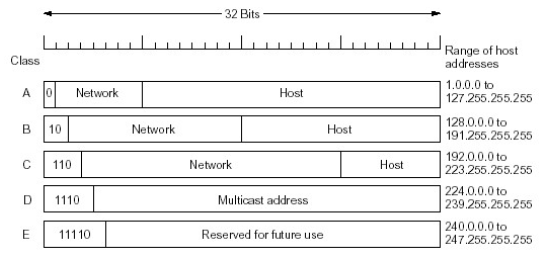 32 Bits
Range of host
addresses
Class
A 0 Network Host 1.0.0.0 to
127.255.255.255
B 10 Network Host 128.0.0.0 to
191.255.255.255
C 110 Network Host 192.0.0.0 to
223.255.255.255
D 1110 Multicast address 224.0.0.0 to
239.255.255.255
E 11110 Reserved for future use 240.0.0.0 to
247.255.255.255